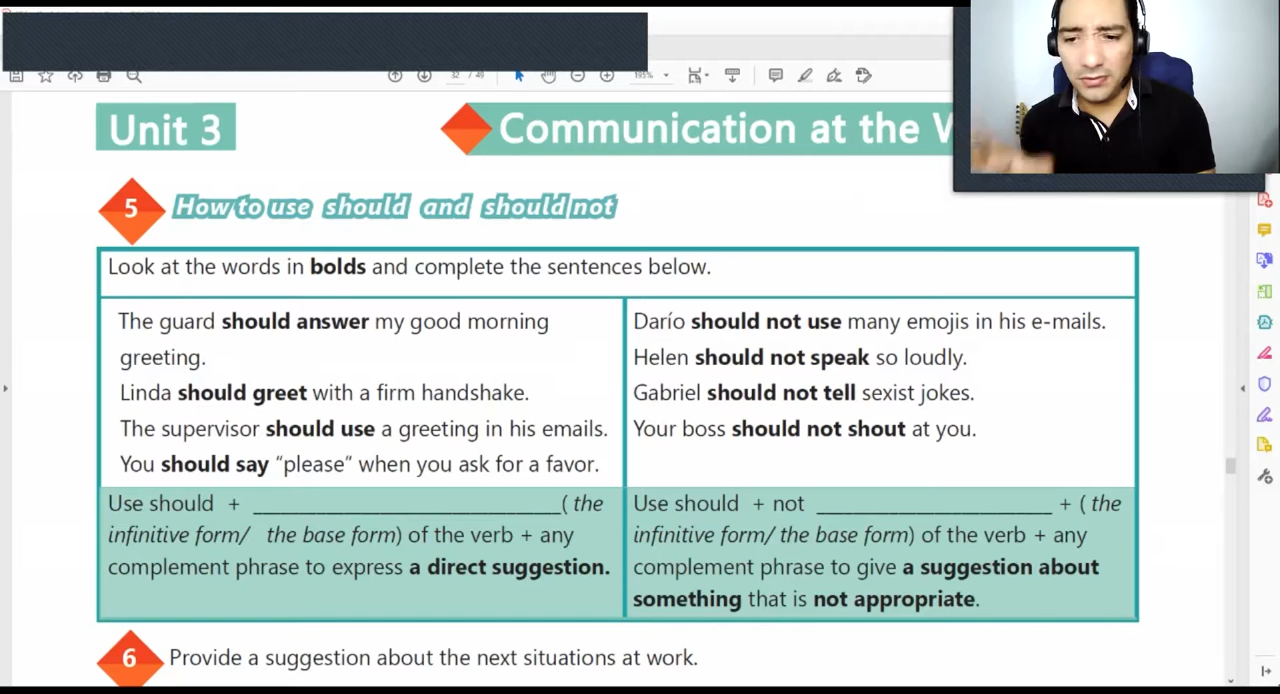 32 / 49
195%
Unit 3
Communication at the
5
How to use should and should not
Look at the words in bolds and complete the sentences below.
The guard should answer my good morning
greeting.
Linda should greet with a firm handshake.
The supervisor should use a greeting in his emails.
You should say “please” when you ask for a favor.
Darío should not use many emojis in his e-mails.
Helen should not speak so loudly.
Gabriel should not tell sexist jokes.
Your boss should not shout at you.
Use should + ______________________________( the
infinitive form/ the base form) of the verb + any
complement phrase to express a direct suggestion.
Use should + not _______________________ + ( the
infinitive form/ the base form) of the verb + any
complement phrase to give a suggestion about
something that is not appropriate.
6
Provide a suggestion about the next situations at work.